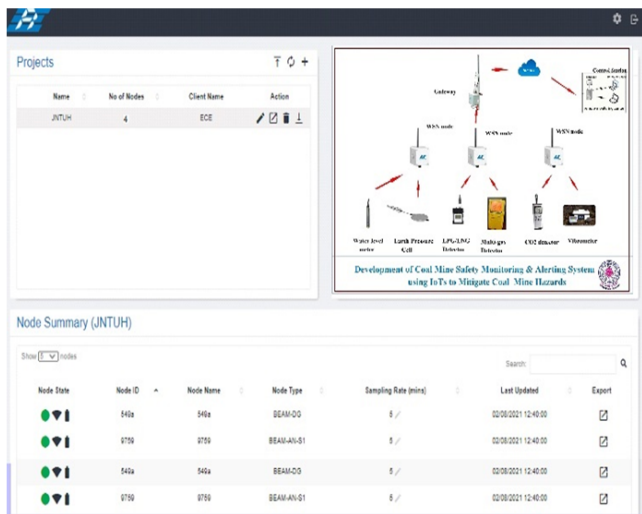 Projects
Name No of Nodes Client Name Action
JNTUH 4 ECE
Gateway
WSN node
WSN node
WSN node
Water level meter
Earth Pressure Cell
LPG/LNG Detector
Multi-gas Detector
CO2 detector
Vibrometer
Development of Coal Mine Safety Monitoring & Alerting System
using IoTs to Mitigate Coal Mine Hazards
Node Summary (JNTUH)
Show nodes
Search:
Node State Node ID Node Name Node Type Sampling Rate (mins) Last Updated Export
549a 549a BEAM-DG 02/08/2021 12:40:00
9759 9759 BEAM-AN-S1 02/08/2021 12:40:00
549a 549a BEAM-DG 02/08/2021 12:40:00
9759 9759 BEAM-AN-S1 02/08/2021 12:40:00